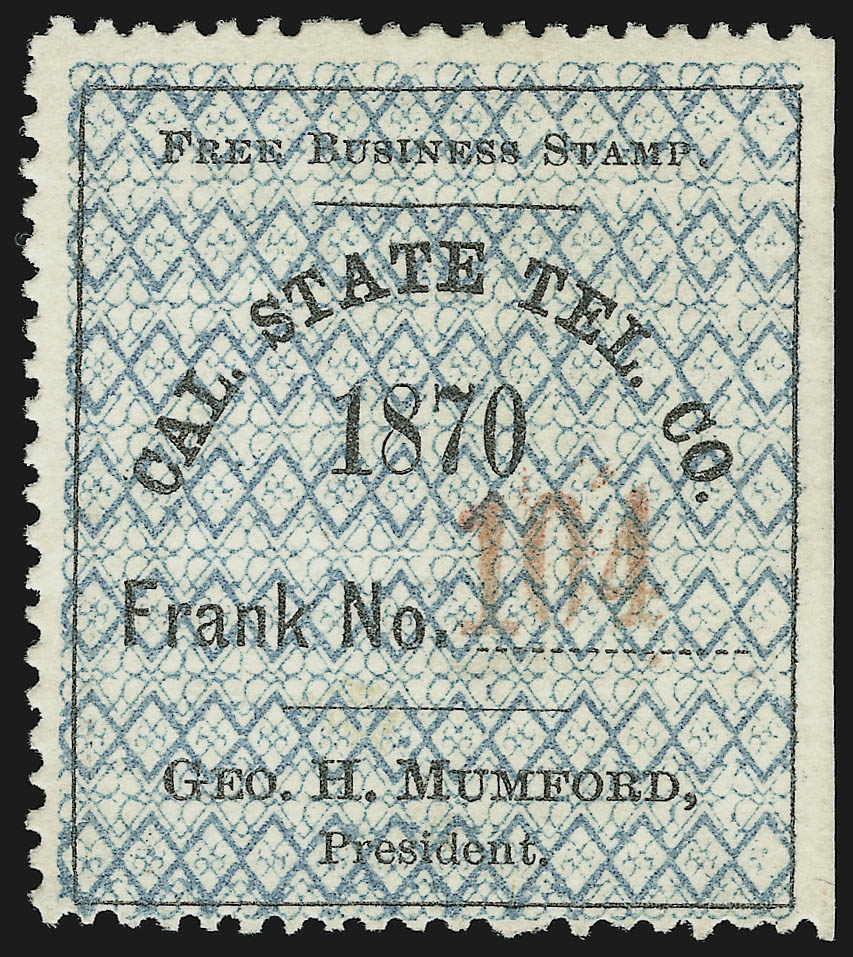 FREE BUSINESS STAMP.
CAL. STATE TEL. CO.
1870
Frank No. 104
GEO. H. MUMFORD,
President.